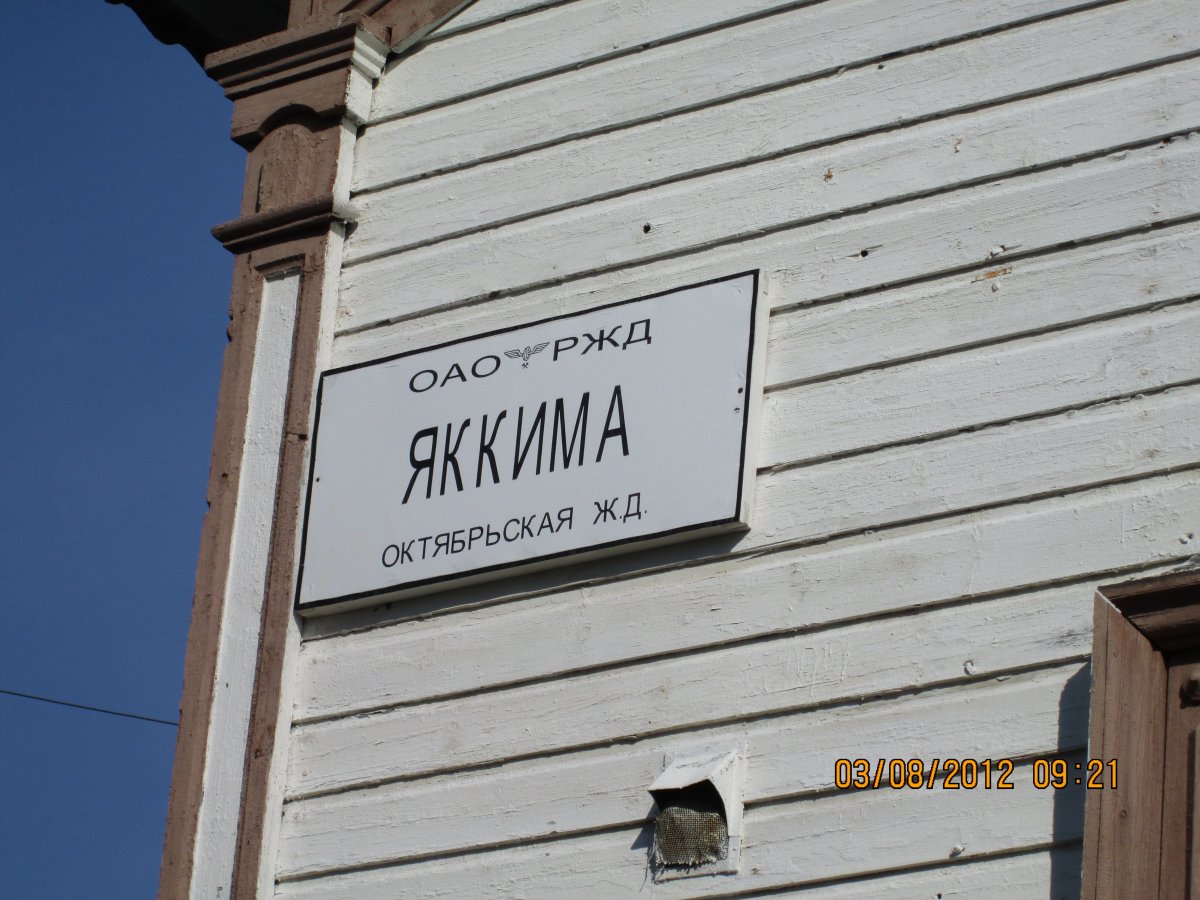 ОАО РЖД
ЯККИМА
ОКТЯБРЬСКАЯ Ж.Д.
03/08/2012 09:21